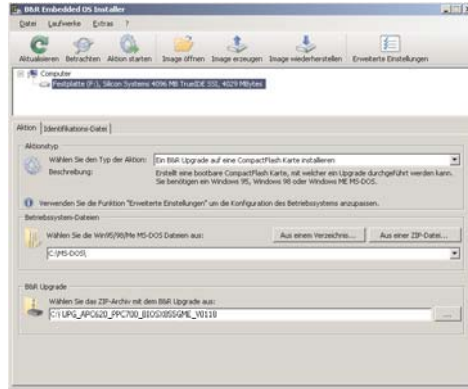 B&R Embedded OS Installer
Datei Laufwerke Extras ?
Aktualisieren Betrachten Aktion starten Image öffnen Image erzeugen Image wiederherstellen Erweiterte Einstellungen
Computer
Festplatte (F:), Silicon Systems 4096 MB TrueIDE SSI, 4029 MBytes
Aktion Identifikations-Datei
Aktionstyp
Wählen Sie den Typ der Aktion: Ein B&R Upgrade auf eine CompactFlash Karte installieren
Beschreibung: Erstellt eine bootbare CompactFlash Karte, mit welcher ein Upgrade durchgeführt werden kann.
Sie benötigen ein Windows 95, Windows 98 oder Windows ME MS-DOS.
Verwenden Sie die Funktion "Erweiterte Einstellungen" um die Konfiguration des Betriebssystems anzupassen.
Betriebssystem-Dateien
Wählen Sie die Win95/98/Me MS-DOS Dateien aus: Aus einem Verzeichnis... Aus einer ZIP-Datei...
C:\MS-DOS\
B&R Upgrade
Wählen Sie das ZIP-Archiv mit dem B&R Upgrade aus:
C:\UPG_APC620_PPC700_BIOSX855GME_V0118 ...